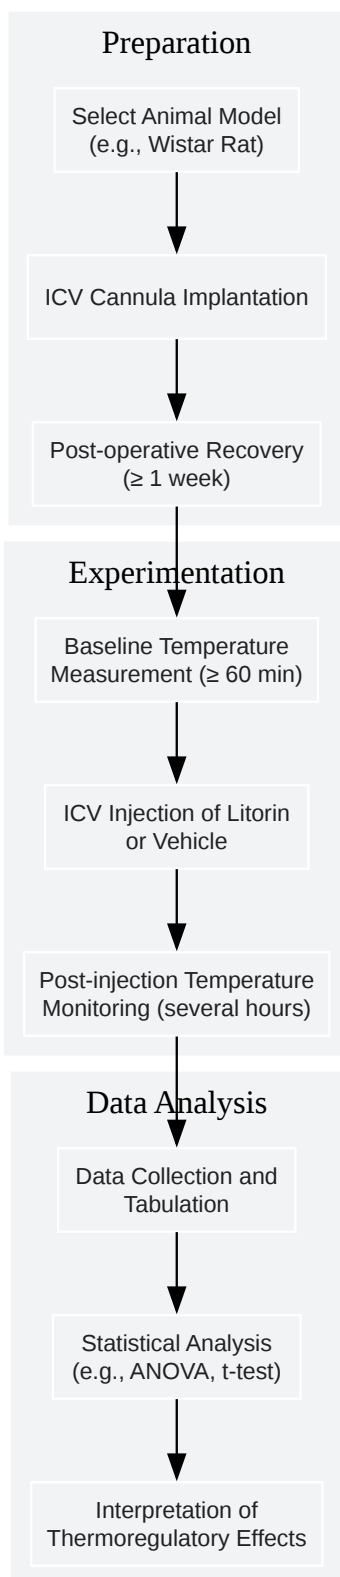 Preparation
Select Animal Model
(e.g., Wistar Rat)
ICV Cannula Implantation
Post-operative Recovery
(≥ 1 week)
Experimentation
Baseline Temperature
Measurement (≥ 60 min)
ICV Injection of Litorin
or Vehicle
Post-injection Temperature
Monitoring (several hours)
Data Analysis
Data Collection and
Tabulation
Statistical Analysis
(e.g., ANOVA, t-test)
Interpretation of
Thermoregulatory Effects